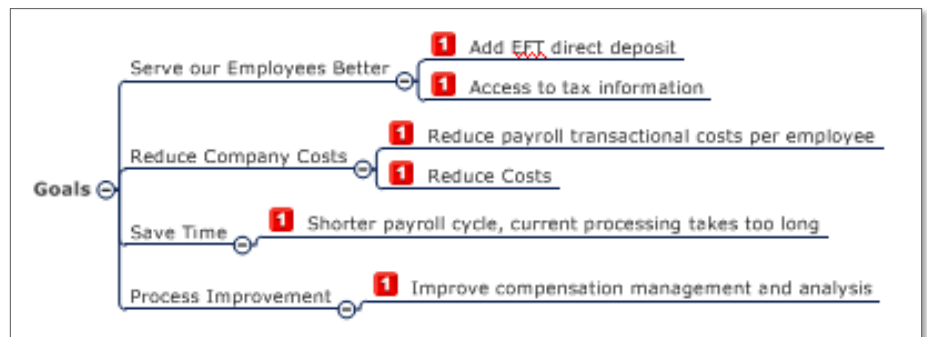 Goals
Serve our Employees Better
1 Add EFT direct deposit
1 Access to tax information
Reduce Company Costs
1 Reduce payroll transactional costs per employee
1 Reduce Costs
Save Time
1 Shorter payroll cycle, current processing takes too long
Process Improvement
1 Improve compensation management and analysis